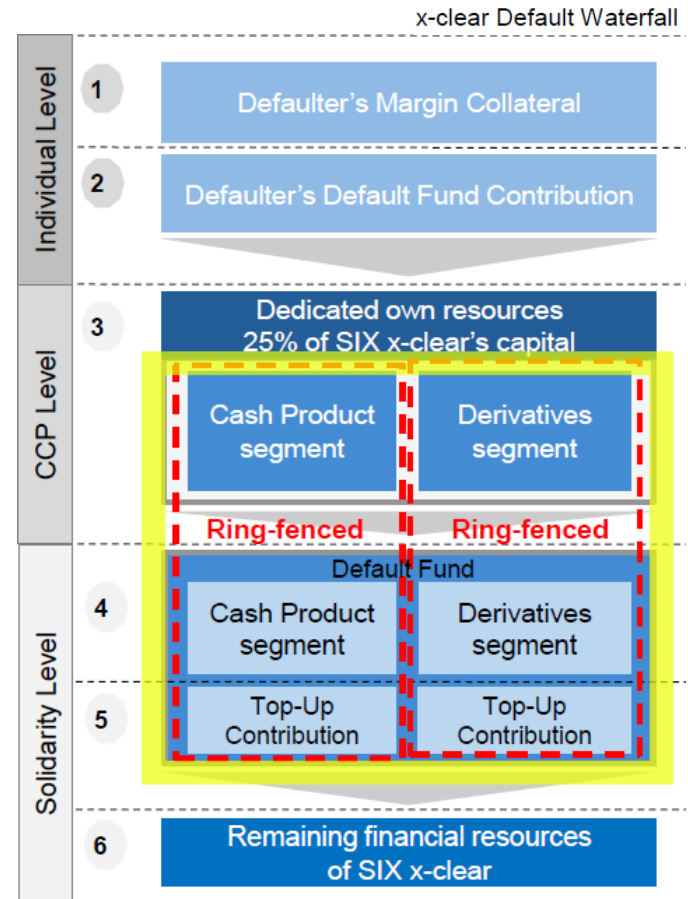 x-clear Default Waterfall
Individual Level
1
Defaulter's Margin Collateral
2
Defaulter's Default Fund Contribution
CCP Level
3
Dedicated own resources
25% of SIX x-clear's capital
Cash Product
segment
Derivatives
segment
Ring-fenced
Ring-fenced
Solidarity Level
Default Fund
4
Cash Product
segment
Derivatives
segment
5
Top-Up
Contribution
Top-Up
Contribution
6
Remaining financial resources
of SIX x-clear